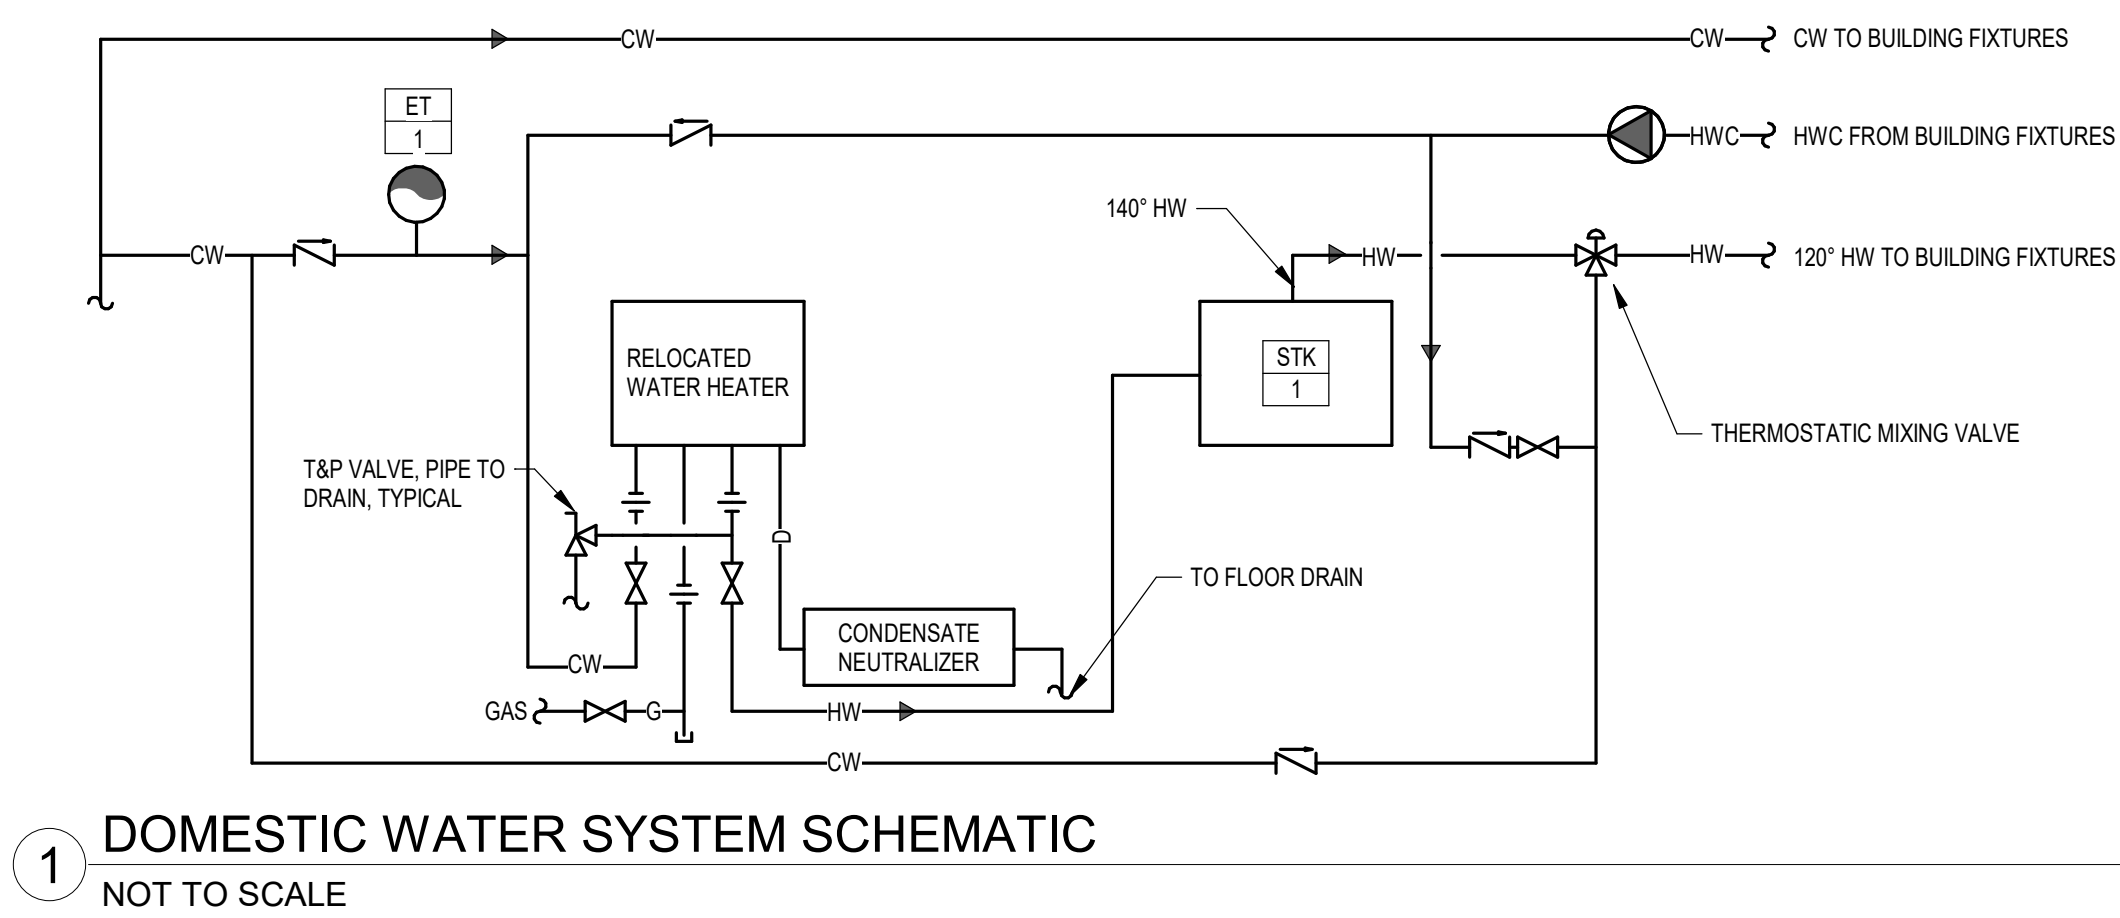 CW
CW
CW TO BUILDING FIXTURES
ET
1
HWC
HWC FROM BUILDING FIXTURES
140° HW
CW
HW
HW
120° HW TO BUILDING FIXTURES
RELOCATED
WATER HEATER
STK
1
THERMOSTATIC MIXING VALVE
T&P VALVE, PIPE TO
DRAIN, TYPICAL
D
TO FLOOR DRAIN
CONDENSATE
NEUTRALIZER
CW
GAS
G
HW
CW
1
DOMESTIC WATER SYSTEM SCHEMATIC
NOT TO SCALE